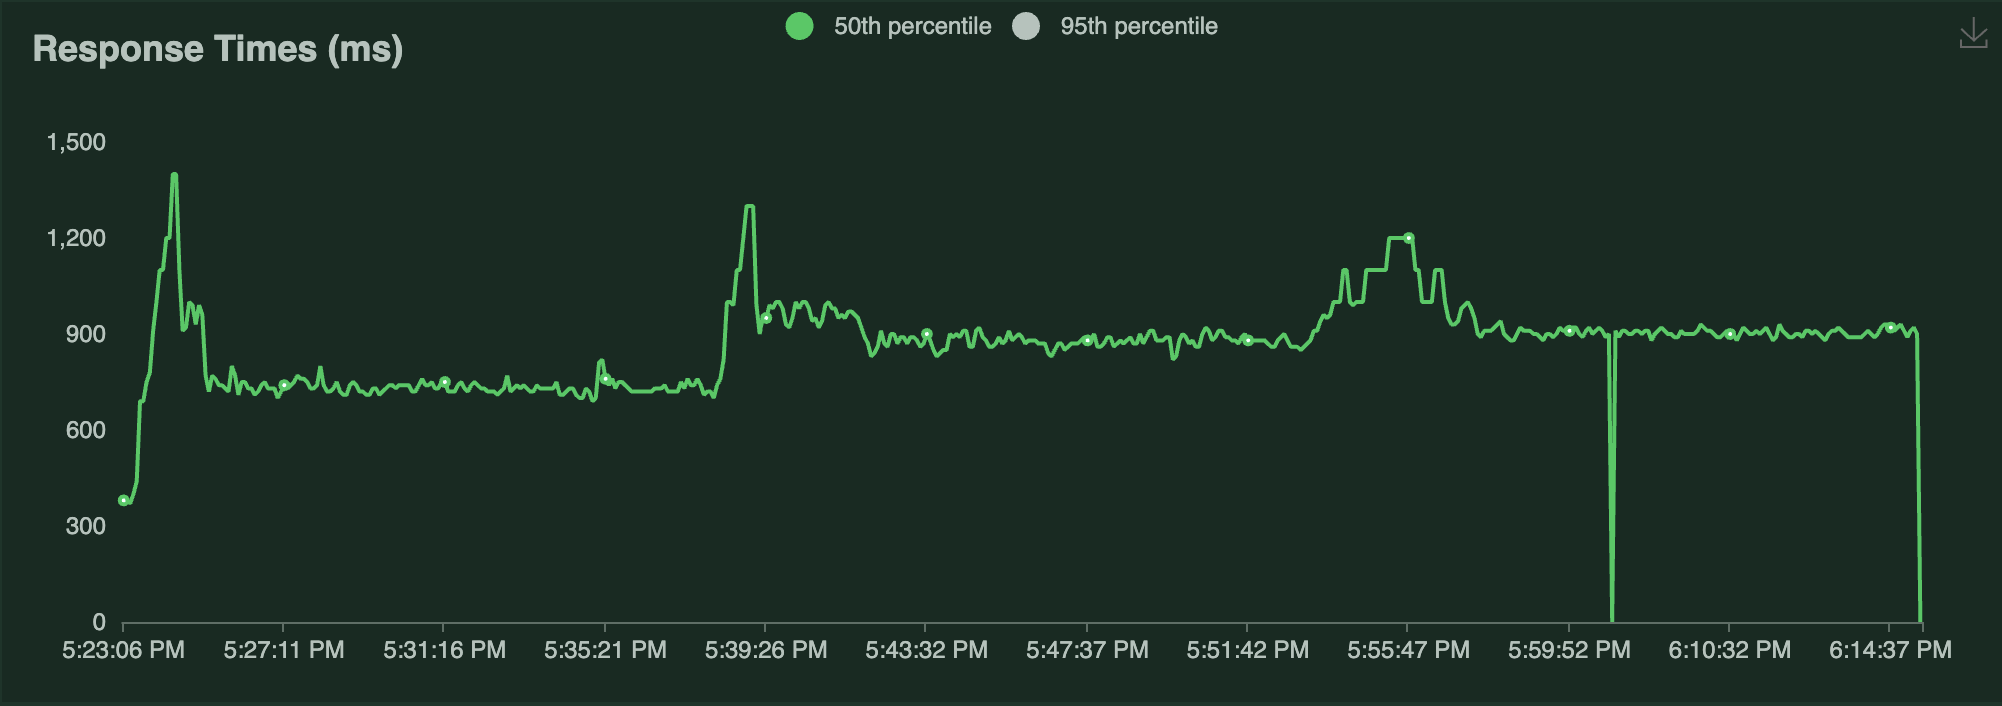 50th percentile
95th percentile
Response Times (ms)
1,500
1,200
900
600
300
0
5:23:06 PM
5:27:11 PM
5:31:16 PM
5:35:21 PM
5:39:26 PM
5:43:32 PM
5:47:37 PM
5:51:42 PM
5:55:47 PM
5:59:52 PM
6:10:32 PM
6:14:37 PM